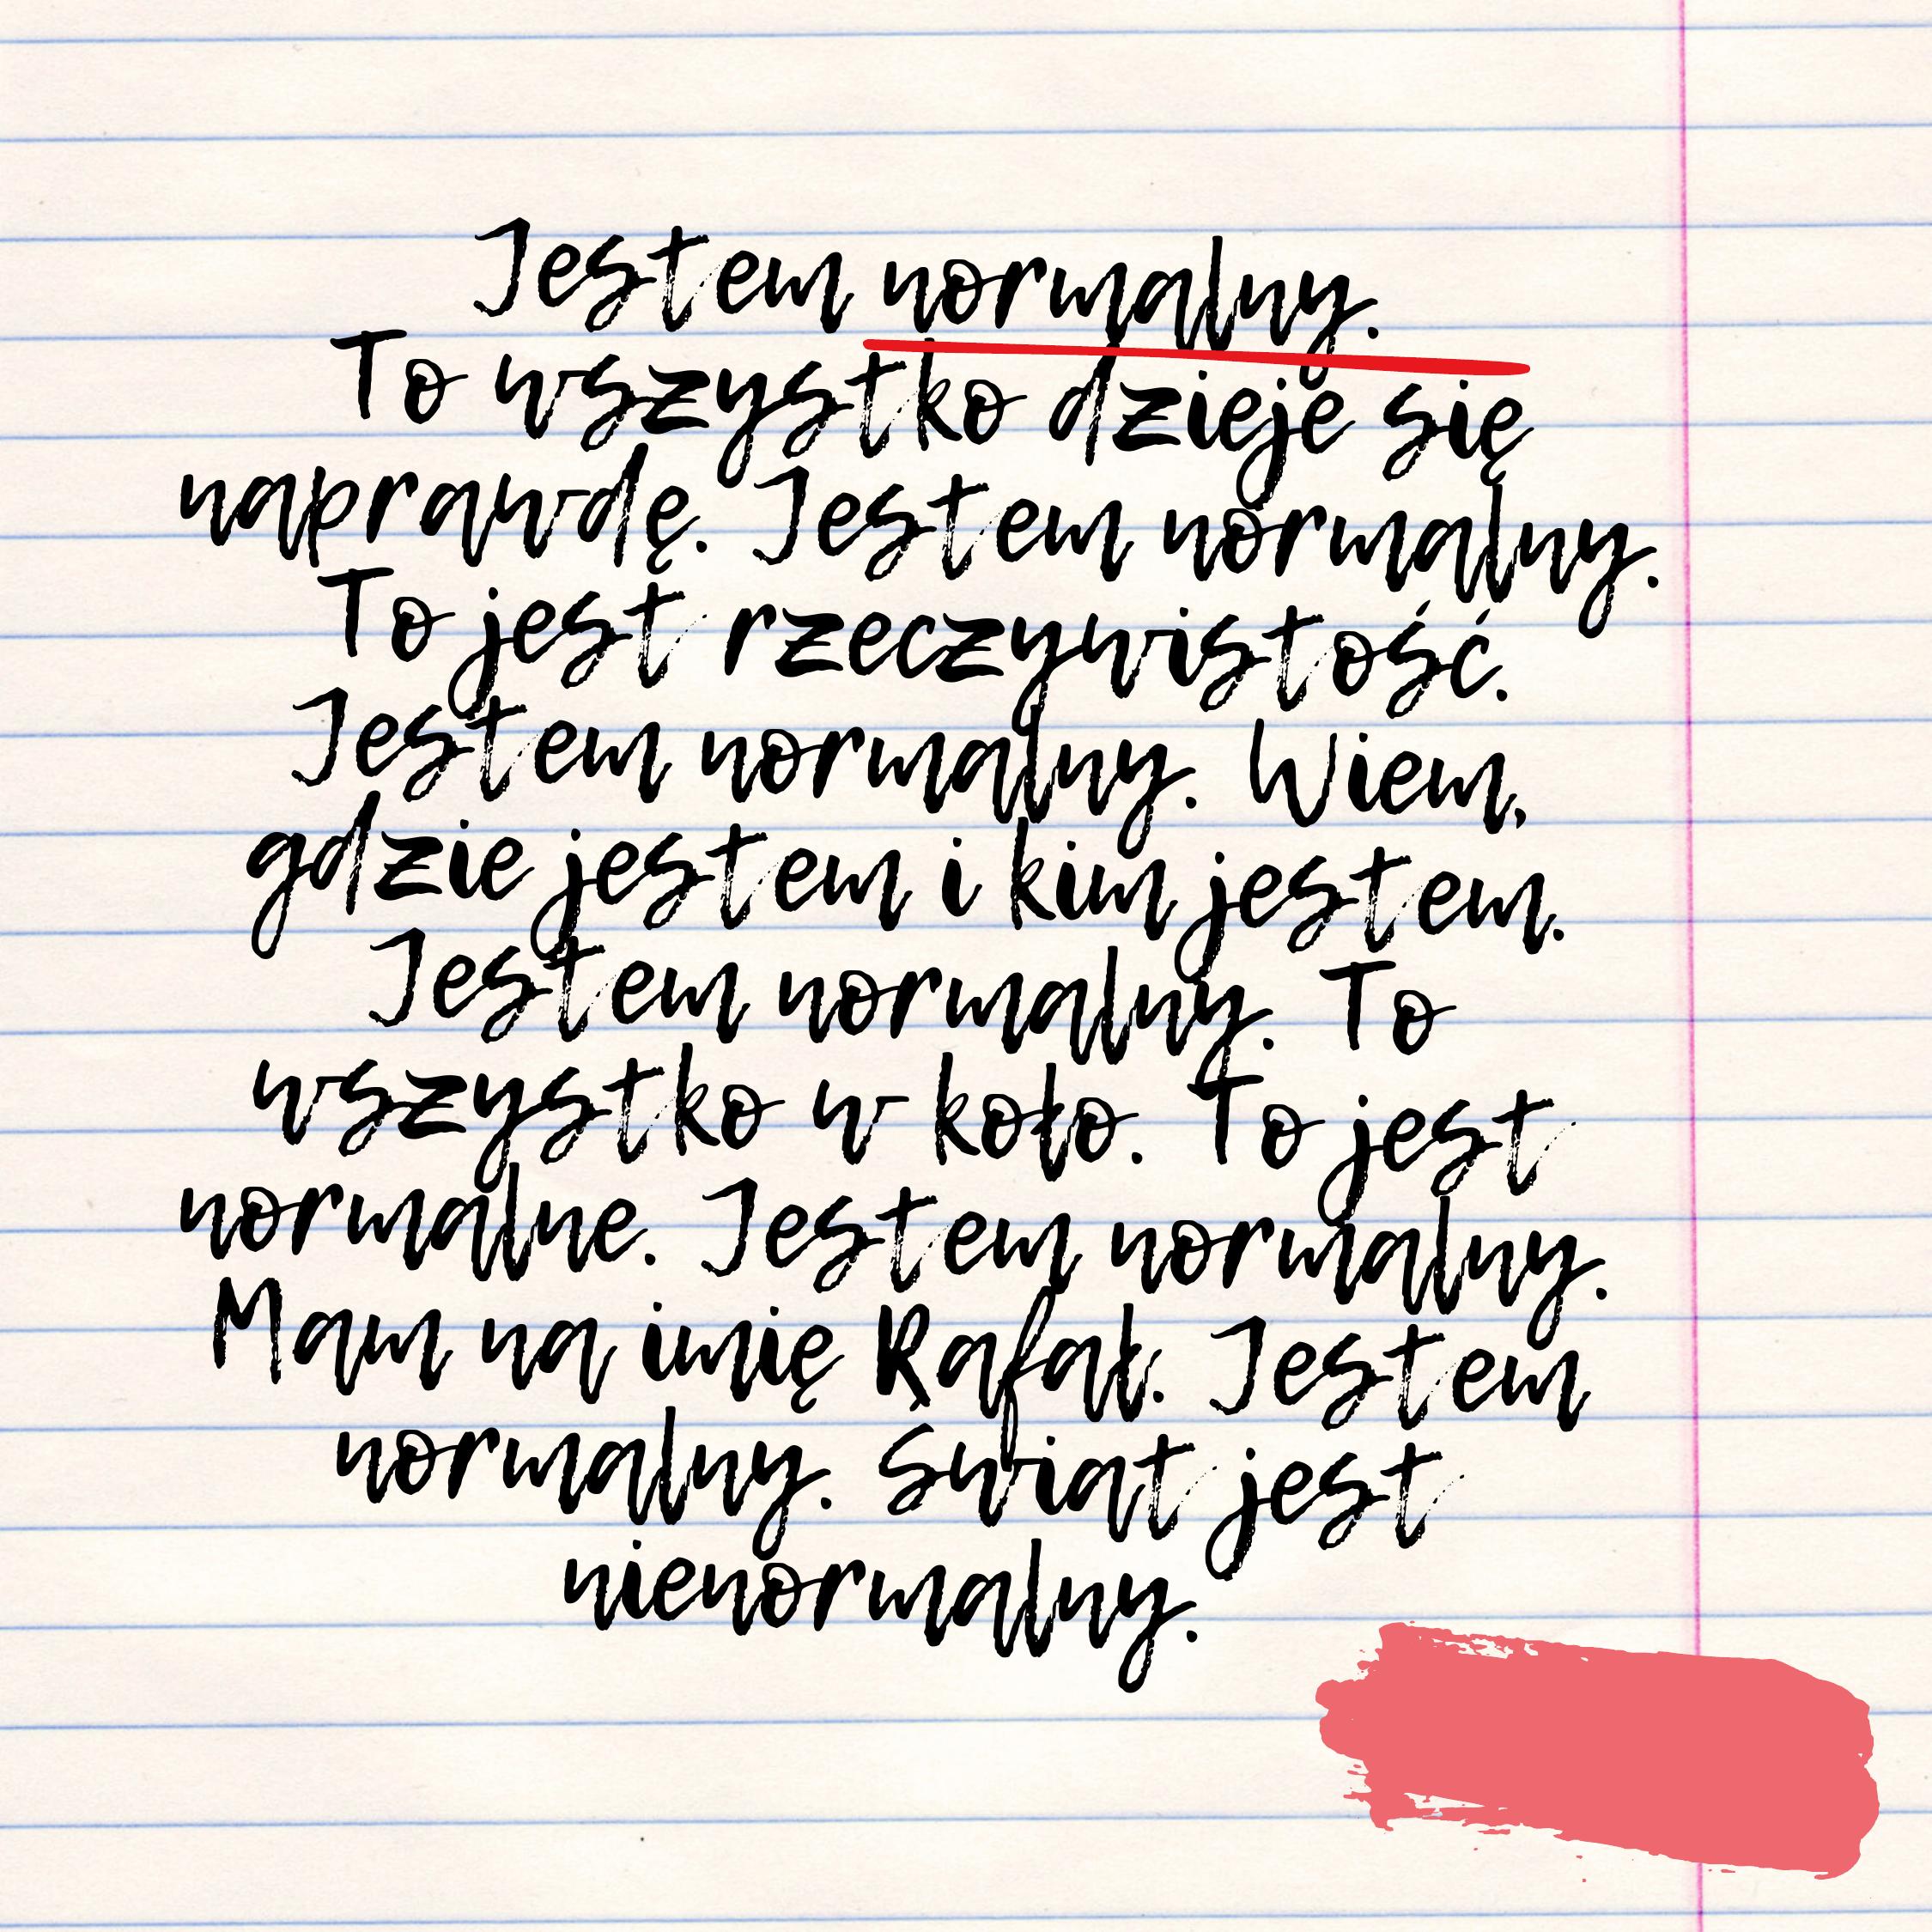 Jestem normalny.
To wszystko dzieje się
naprawdę. Jestem normalny.
To jest rzeczywistość.
Jestem normalny. Wiem,
gdzie jestem i kim jestem.
Jestem normalny. To
wszystko w koło. To jest
normalne. Jestem normalny.
Mam na imię Rafał. Jestem
normalny. Świat jest
nienormalny.